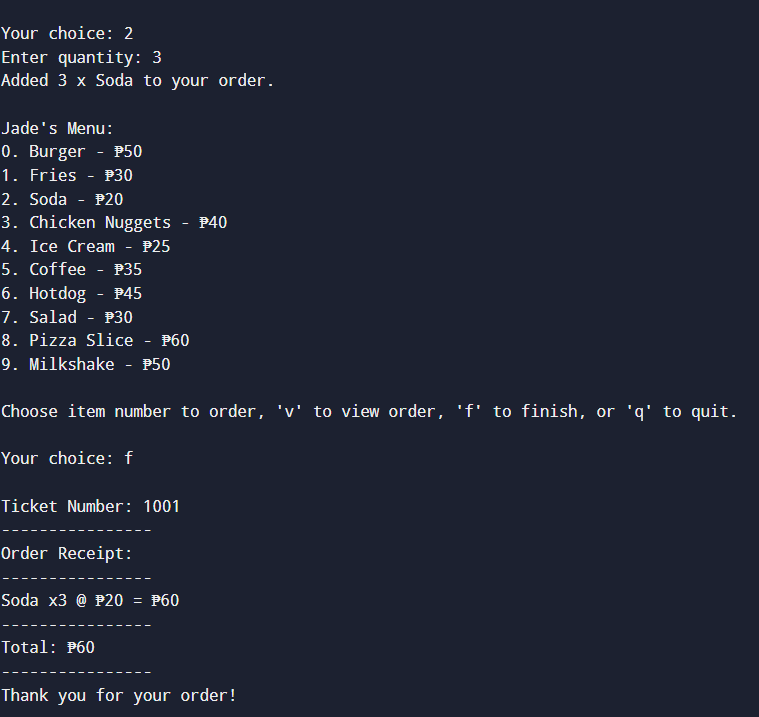 Your choice: 2
Enter quantity: 3
Added 3 x Soda to your order.
Jade's Menu:
0. Burger - ₱50
1. Fries - ₱30
2. Soda - ₱20
3. Chicken Nuggets - ₱40
4. Ice Cream - ₱25
5. Coffee - ₱35
6. Hotdog - ₱45
7. Salad - ₱30
8. Pizza Slice - ₱60
9. Milkshake - ₱50
Choose item number to order, 'v' to view order, 'f' to finish, or 'q' to quit.
Your choice: f
Ticket Number: 1001
----------------
Order Receipt:
----------------
Soda x3 @ ₱20 = ₱60
----------------
Total: ₱60
----------------
Thank you for your order!